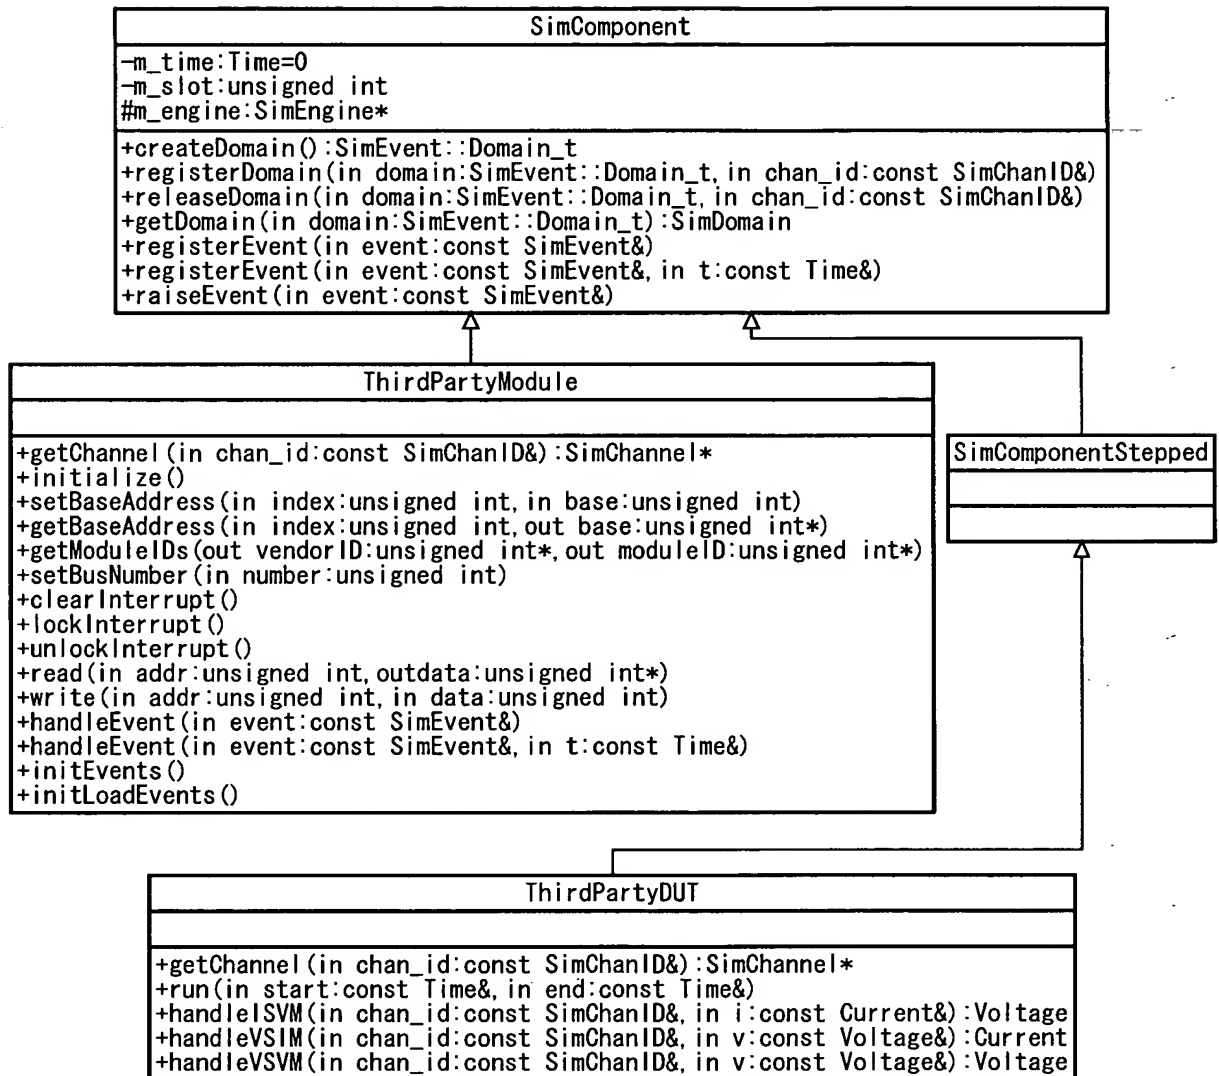 SimComponent
-m_time:Time=0
-m_slot:unsigned int
#m_engine:SimEngine*
+createDomain():SimEvent::Domain_t
+registerDomain(in domain:SimEvent::Domain_t,in chan_id:const SimChanID&)
+releaseDomain(in domain:SimEvent::Domain_t,in chan_id:const SimChanID&)
+getDomain(in domain:SimEvent::Domain_t):SimDomain
+registerEvent(in event:const SimEvent&)
+registerEvent(in event:const SimEvent&,in t:const Time&)
+raiseEvent(in event:const SimEvent&)
ThirdPartyModule
+getChannel(in chan_id:const SimChanID&):SimChannel*
+initialize()
+setBaseAddress(in index:unsigned int,in base:unsigned int)
+getBaseAddress(in index:unsigned int,out base:unsigned int*)
+getModuleIDs(out vendorID:unsigned int*,out moduleID:unsigned int*)
+setBusNumber(in number:unsigned int)
+clearInterrupt()
+lockInterrupt()
+unlockInterrupt()
+read(in addr:unsigned int,outdata:unsigned int*)
+write(in addr:unsigned int,in data:unsigned int)
+handleEvent(in event:const SimEvent&)
+handleEvent(in event:const SimEvent&,in t:const Time&)
+initEvents()
+initLoadEvents()
SimComponentStepped
ThirdPartyDUT
+getChannel(in chan_id:const SimChanID&):SimChannel*
+run(in start:const Time&,in end:const Time&)
+handleISVM(in chan_id:const SimChanID&,in i:const Current&):Voltage
+handleVSIM(in chan_id:const SimChanID&,in v:const Voltage&):Current
+handleVSVM(in chan_id:const SimChanID&,in v:const Voltage&):Voltage